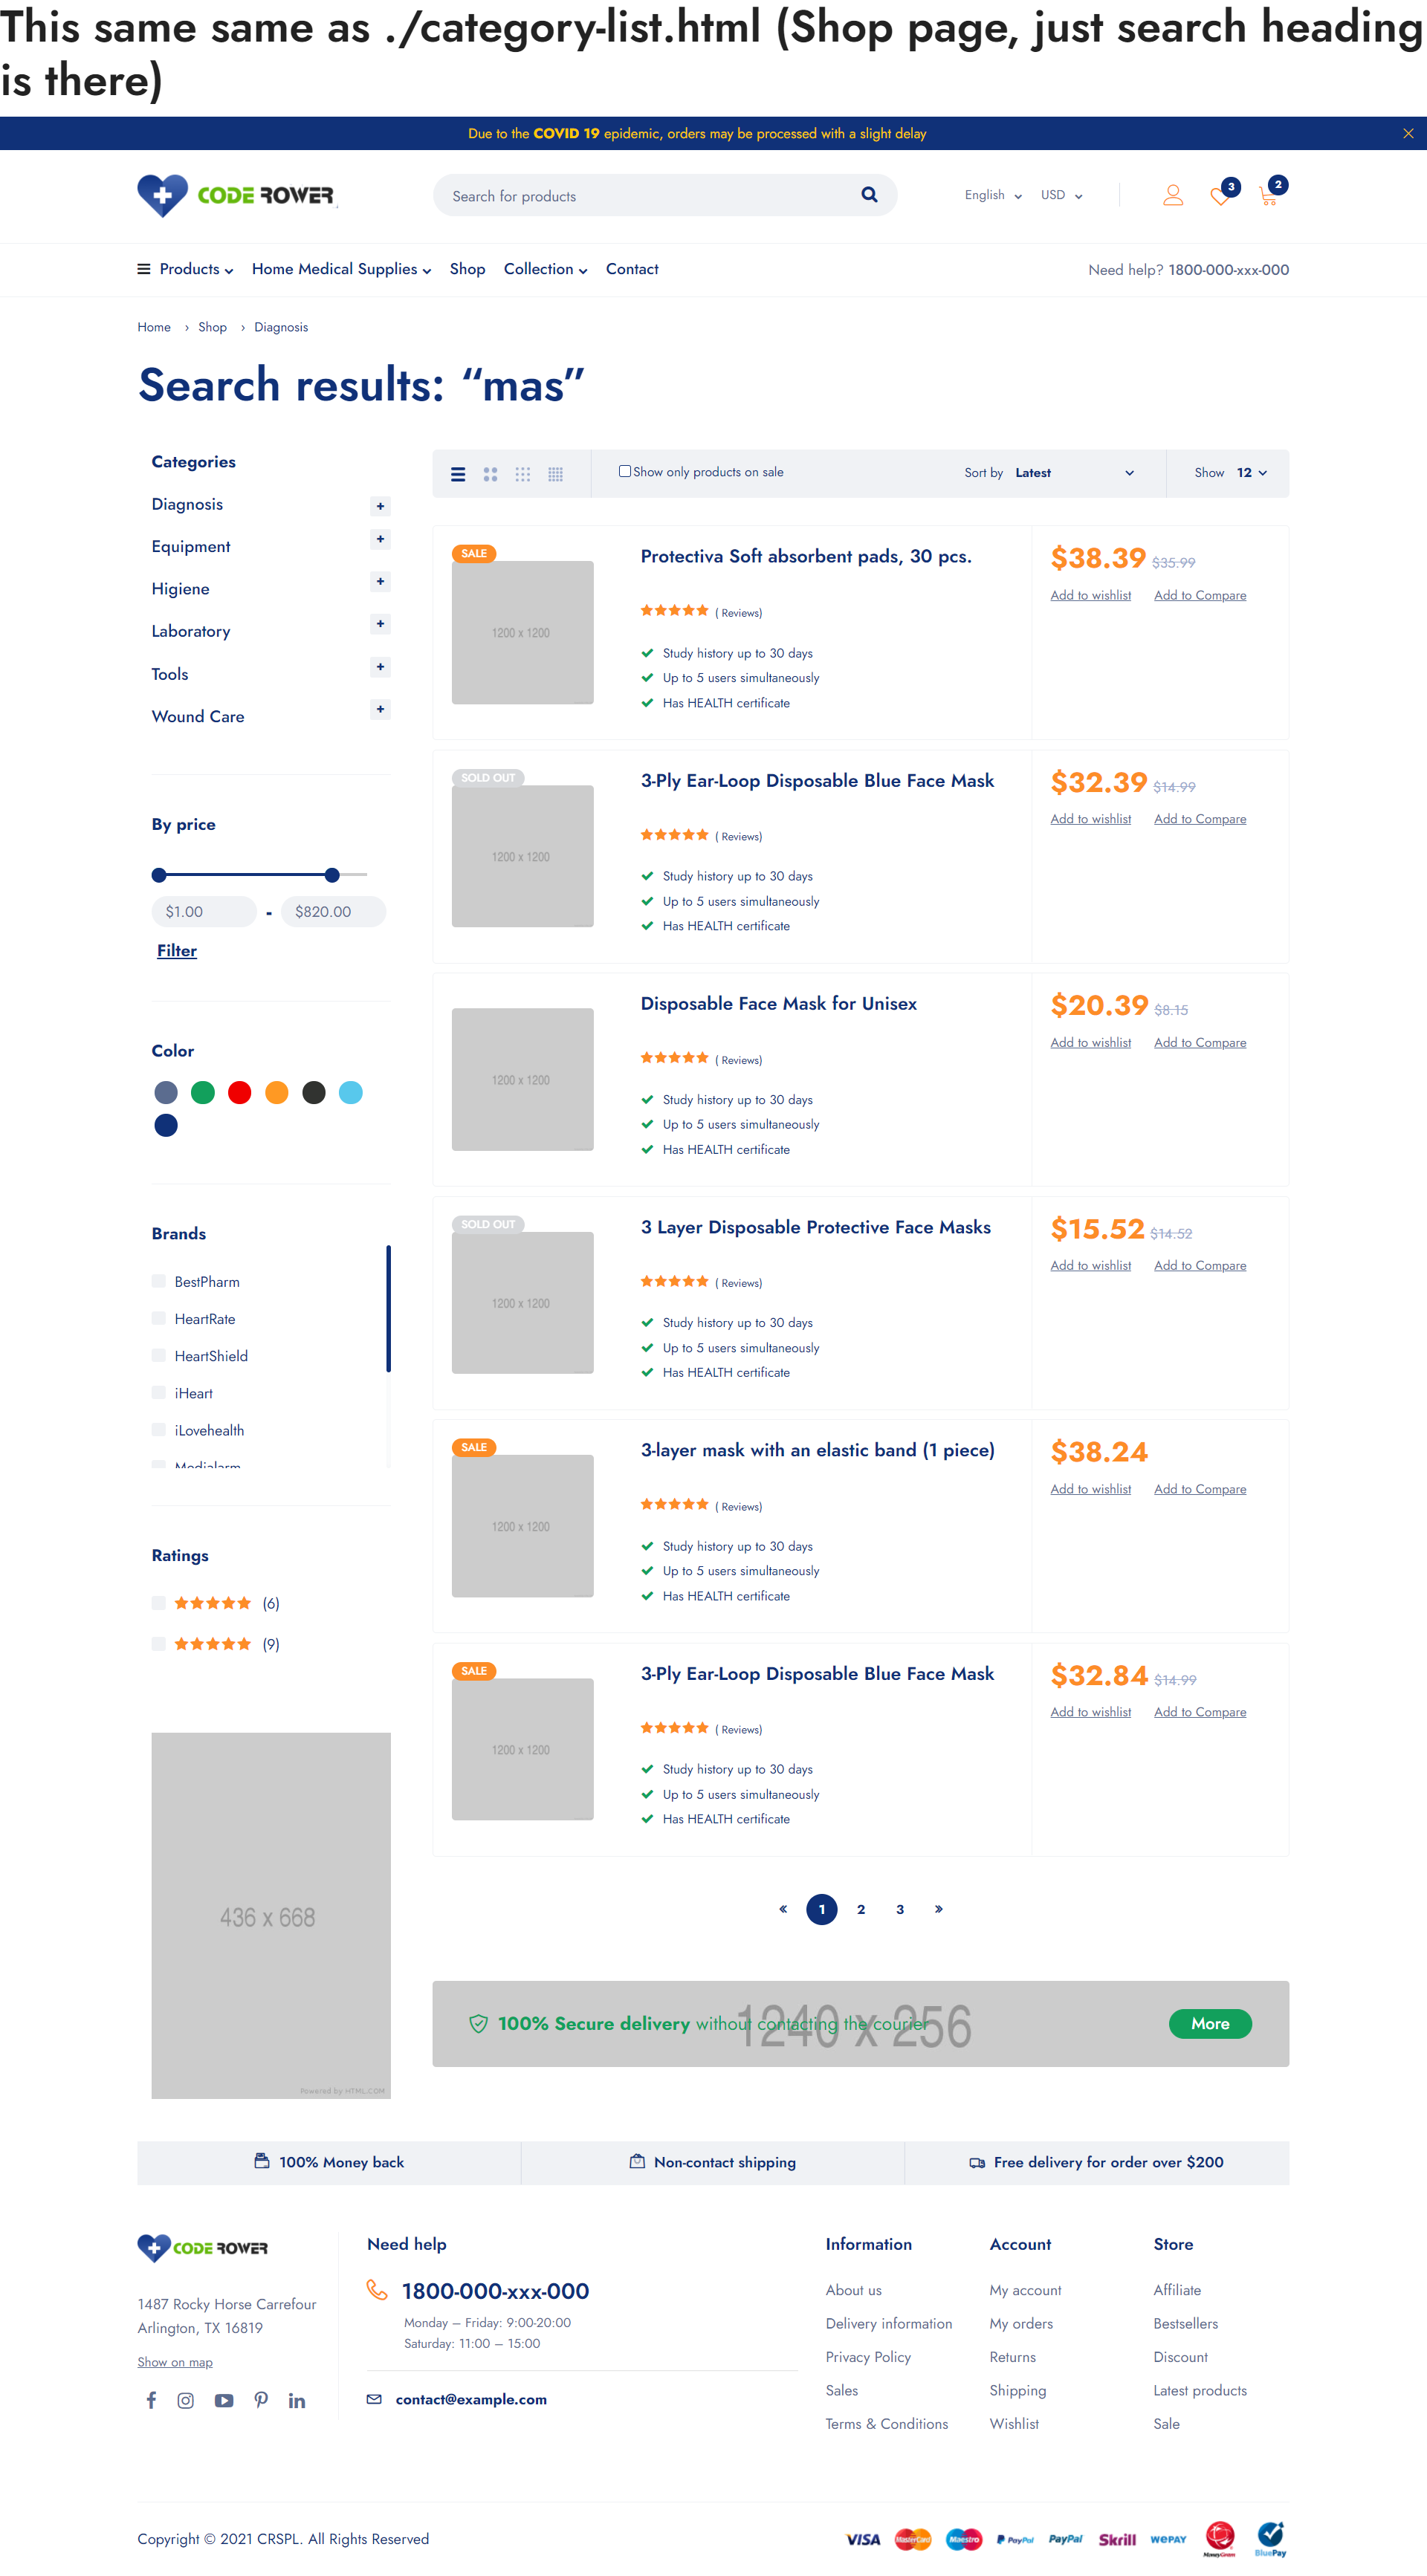 This same same as ./category-list.html (Shop page, just search heading
is there)
Due to the COVID 19 epidemic, orders may be processed with a slight delay
CODE ROWER
Search for products
English
USD
3
2
Products
Home Medical Supplies
Shop
Collection
Contact
Need help? 1800-000-xxx-000
Home › Shop › Diagnosis
Search results: “mas”
Categories
Diagnosis +
Equipment +
Higiene +
Laboratory +
Tools +
Wound Care +
By price
$1.00 - $820.00
Filter
Color
Brands
BestPharm
HeartRate
HeartShield
iHeart
iLovehealth
Medialarm
Ratings
(6)
(9)
436 x 668
Powered by HTML.COM
Show only products on sale
Sort by Latest
Show 12
SALE
1200 x 1200
Protectiva Soft absorbent pads, 30 pcs.
( Reviews)
Study history up to 30 days
Up to 5 users simultaneously
Has HEALTH certificate
$38.39 $35.99
Add to wishlist Add to Compare
SOLD OUT
1200 x 1200
3-Ply Ear-Loop Disposable Blue Face Mask
( Reviews)
Study history up to 30 days
Up to 5 users simultaneously
Has HEALTH certificate
$32.39 $14.99
Add to wishlist Add to Compare
1200 x 1200
Disposable Face Mask for Unisex
( Reviews)
Study history up to 30 days
Up to 5 users simultaneously
Has HEALTH certificate
$20.39 $8.15
Add to wishlist Add to Compare
SOLD OUT
1200 x 1200
3 Layer Disposable Protective Face Masks
( Reviews)
Study history up to 30 days
Up to 5 users simultaneously
Has HEALTH certificate
$15.52 $14.52
Add to wishlist Add to Compare
SALE
1200 x 1200
3-layer mask with an elastic band (1 piece)
( Reviews)
Study history up to 30 days
Up to 5 users simultaneously
Has HEALTH certificate
$38.24
Add to wishlist Add to Compare
SALE
1200 x 1200
3-Ply Ear-Loop Disposable Blue Face Mask
( Reviews)
Study history up to 30 days
Up to 5 users simultaneously
Has HEALTH certificate
$32.84 $14.99
Add to wishlist Add to Compare
« 1 2 3 »
1240 x 256
100% Secure delivery without contacting the courier
More
100% Money back
Non-contact shipping
Free delivery for order over $200
CODE ROWER
1487 Rocky Horse Carrefour
Arlington, TX 16819
Show on map
Need help
1800-000-xxx-000
Monday – Friday: 9:00-20:00
Saturday: 11:00 – 15:00
contact@example.com
Information
About us
Delivery information
Privacy Policy
Sales
Terms & Conditions
Account
My account
My orders
Returns
Shipping
Wishlist
Store
Affiliate
Bestsellers
Discount
Latest products
Sale
Copyright © 2021 CRSPL. All Rights Reserved
VISA MasterCard Maestro PayPal PayPal Skrill WePAY MoneyGram BluePay